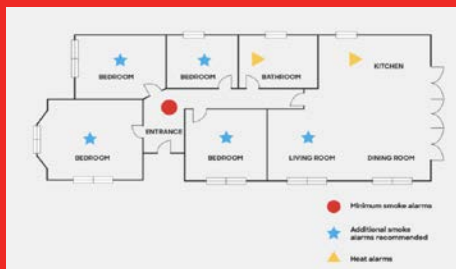 BEDROOM
BEDROOM
BATHROOM
KITCHEN
ENTRANCE
BEDROOM
BEDROOM
LIVING ROOM
DINING ROOM
Minimum smoke alarms
Additional smoke
alarms recommended
Heat alarms